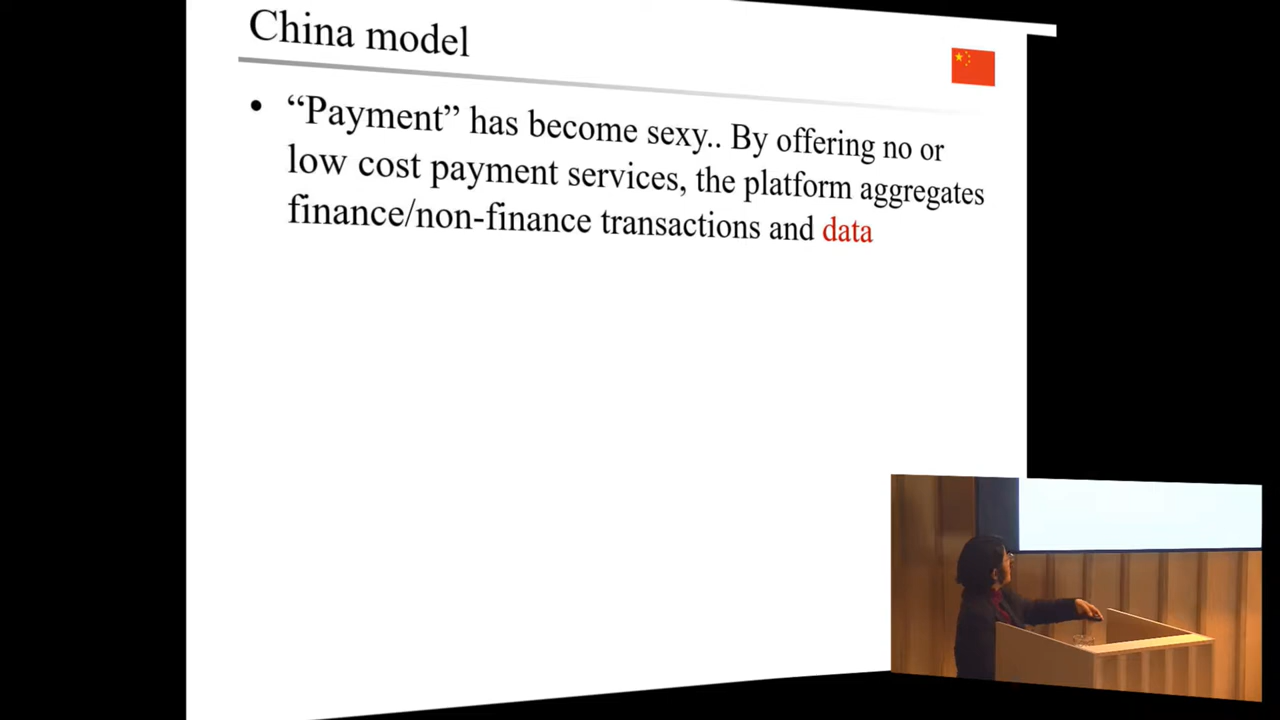 China model
• “Payment” has become sexy.. By offering no or
low cost payment services, the platform aggregates
finance/non-finance transactions and data